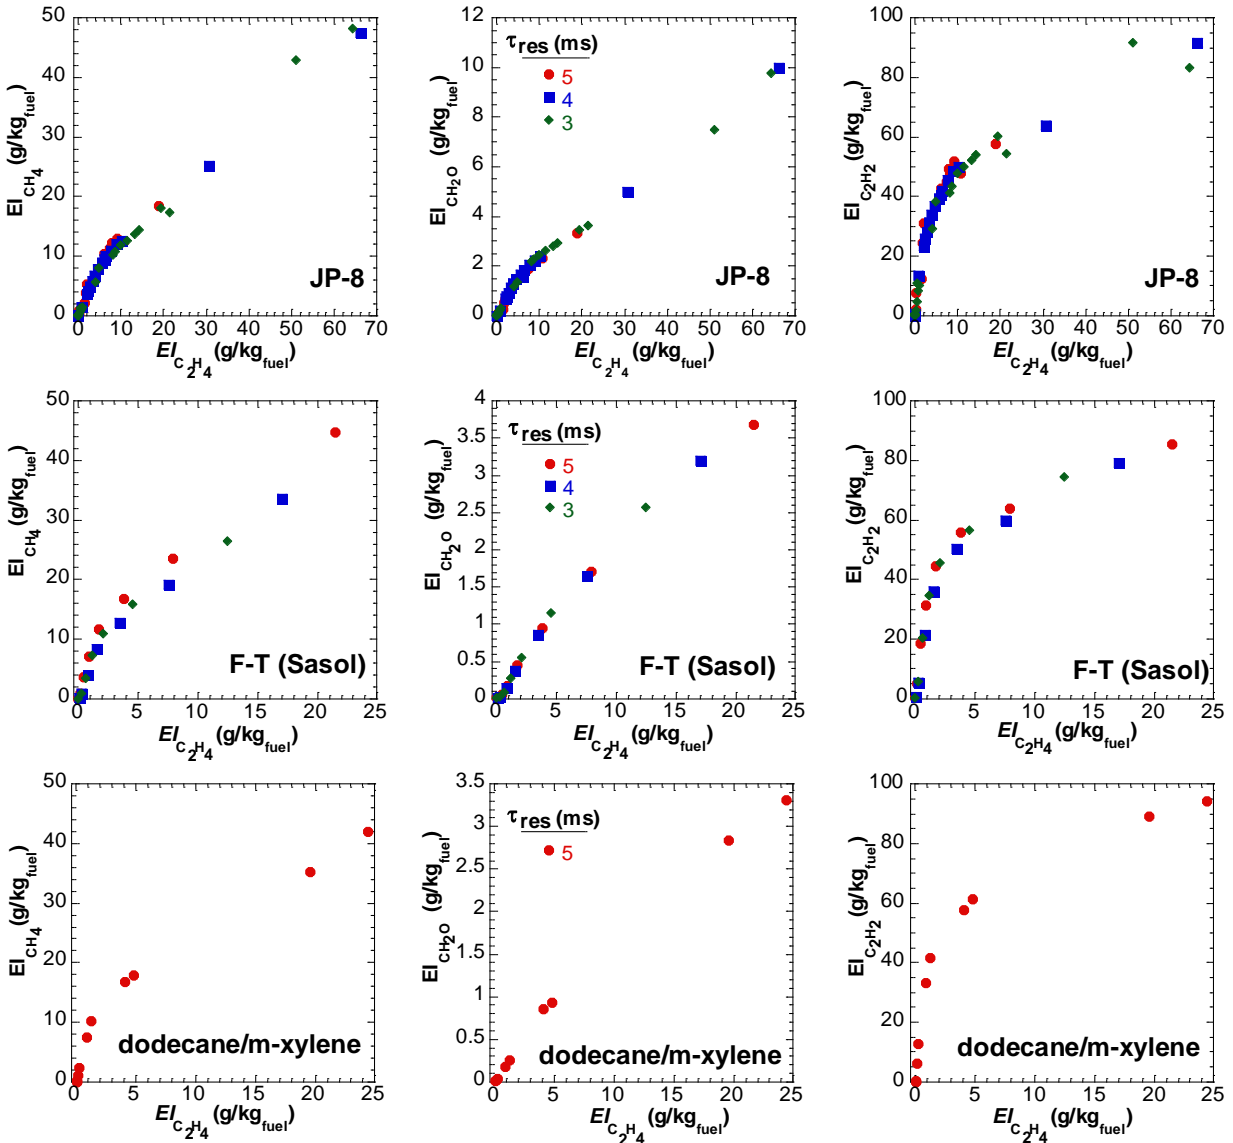 50
40
30
20
10
0
EI CH4 (g/kg fuel)
JP-8
0 10 20 30 40 50 60 70
EI C2H4 (g/kg fuel)
12
10
8
6
4
2
0
EI CH2O (g/kg fuel)
τres (ms)
5
4
3
JP-8
0 10 20 30 40 50 60 70
EI C2H4 (g/kg fuel)
100
80
60
40
20
0
EI C2H2 (g/kg fuel)
JP-8
0 10 20 30 40 50 60 70
EI C2H4 (g/kg fuel)
50
40
30
20
10
0
EI CH4 (g/kg fuel)
F-T (Sasol)
0 5 10 15 20 25
EI C2H4 (g/kg fuel)
4
3.5
3
2.5
2
1.5
1
0.5
0
EI CH2O (g/kg fuel)
τres (ms)
5
4
3
F-T (Sasol)
0 5 10 15 20 25
EI C2H4 (g/kg fuel)
100
80
60
40
20
0
EI C2H2 (g/kg fuel)
F-T (Sasol)
0 5 10 15 20 25
EI C2H4 (g/kg fuel)
50
40
30
20
10
0
EI CH4 (g/kg fuel)
dodecane/m-xylene
0 5 10 15 20 25
EI C2H4 (g/kg fuel)
3.5
3
2.5
2
1.5
1
0.5
0
EI CH2O (g/kg fuel)
τres (ms)
5
dodecane/m-xylene
0 5 10 15 20 25
EI C2H4 (g/kg fuel)
100
80
60
40
20
0
EI C2H2 (g/kg fuel)
dodecane/m-xylene
0 5 10 15 20 25
EI C2H4 (g/kg fuel)